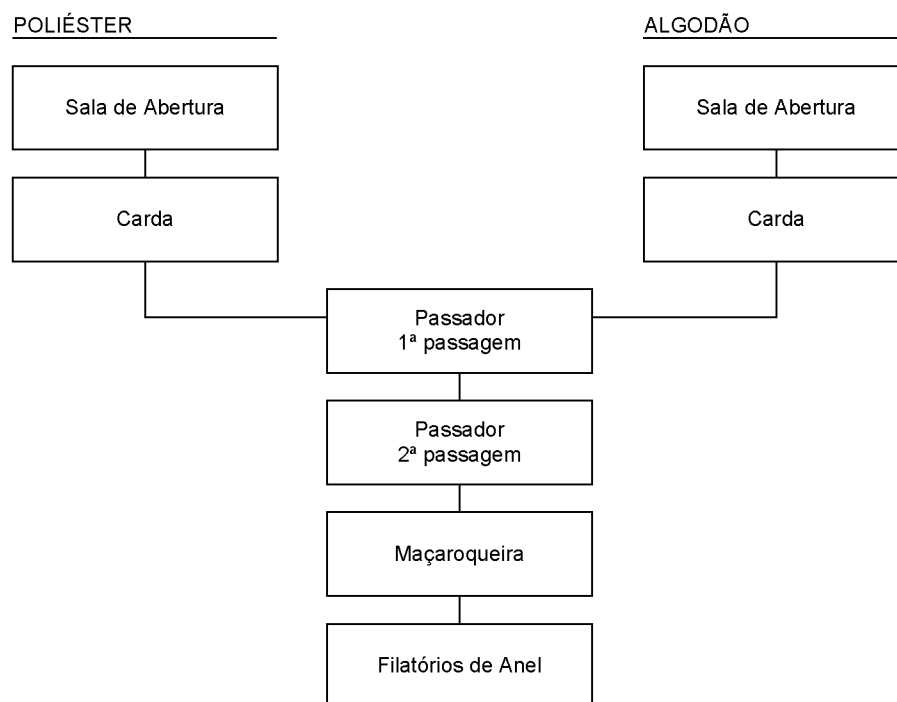 POLIÉSTER
ALGODÃO
Sala de Abertura
Sala de Abertura
Carda
Carda
Passador
1ª passagem
Passador
2ª passagem
Maçaroqueira
Filatórios de Anel